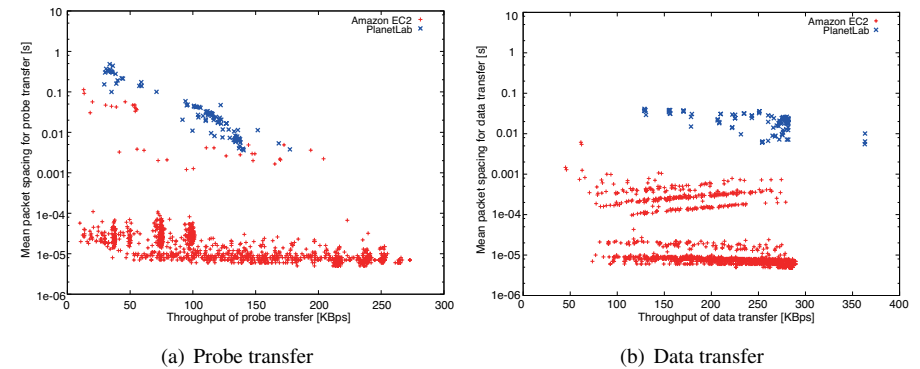 10
1
0.1
0.01
0.001
1e-04
1e-05
1e-06
0 50 100 150 200 250 300
Mean packet spacing for probe transfer [s]
Throughput of probe transfer [KBps]
Amazon EC2
PlanetLab
(a) Probe transfer
10
1
0.1
0.01
0.001
1e-04
1e-05
1e-06
0 50 100 150 200 250 300 350 400
Mean packet spacing for data transfer [s]
Throughput of data transfer [KBps]
Amazon EC2
PlanetLab
(b) Data transfer